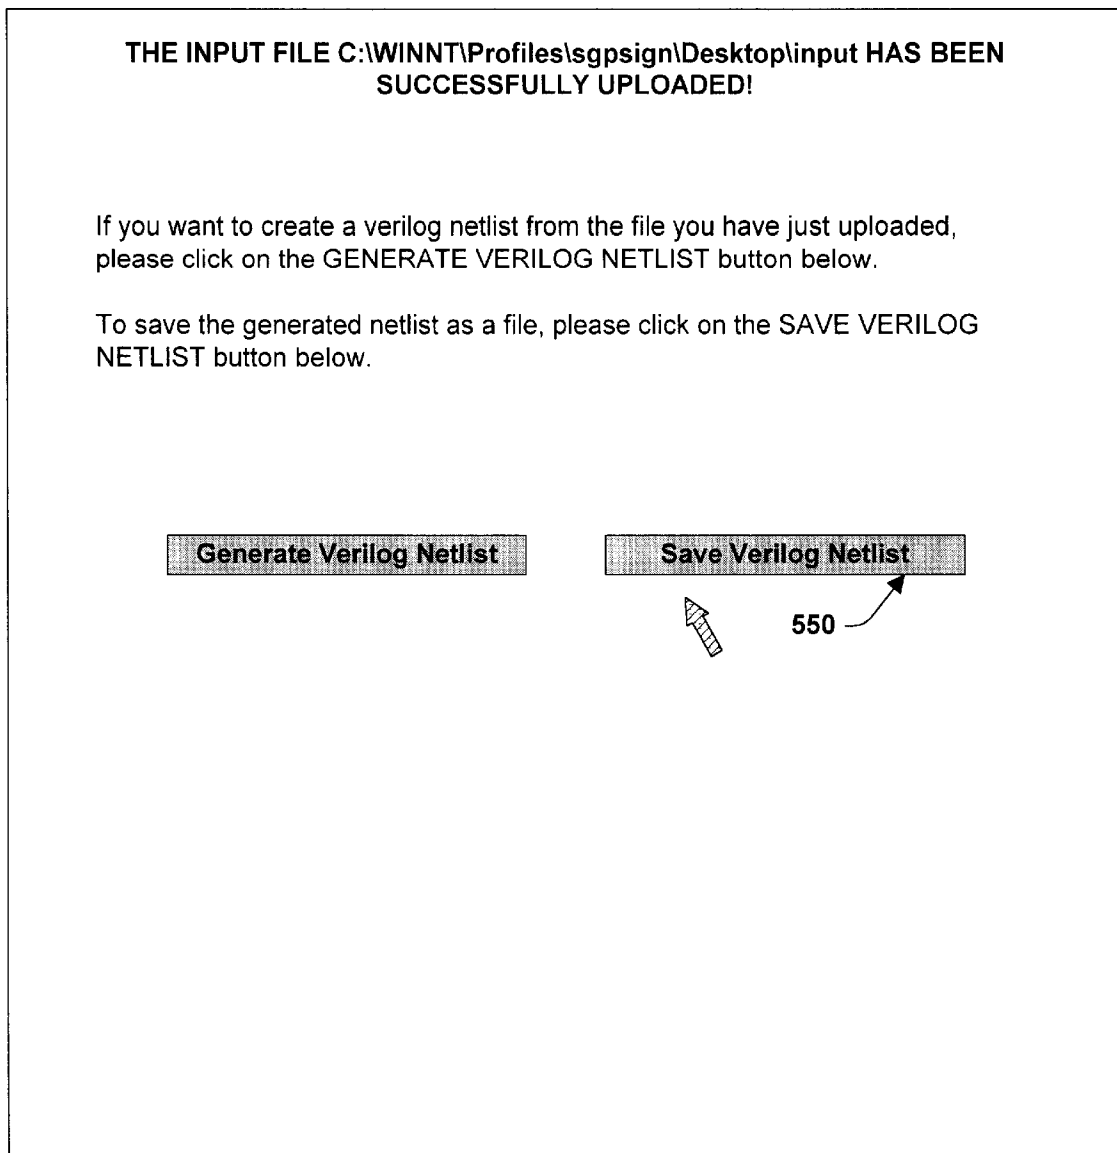 THE INPUT FILE C:\WINNT\Profiles\sgpsign\Desktop\input HAS BEEN
SUCCESSFULLY UPLOADED!
If you want to create a verilog netlist from the file you have just uploaded,
please click on the GENERATE VERILOG NETLIST button below.
To save the generated netlist as a file, please click on the SAVE VERILOG
NETLIST button below.
Generate Verilog Netlist
Save Verilog Netlist
550